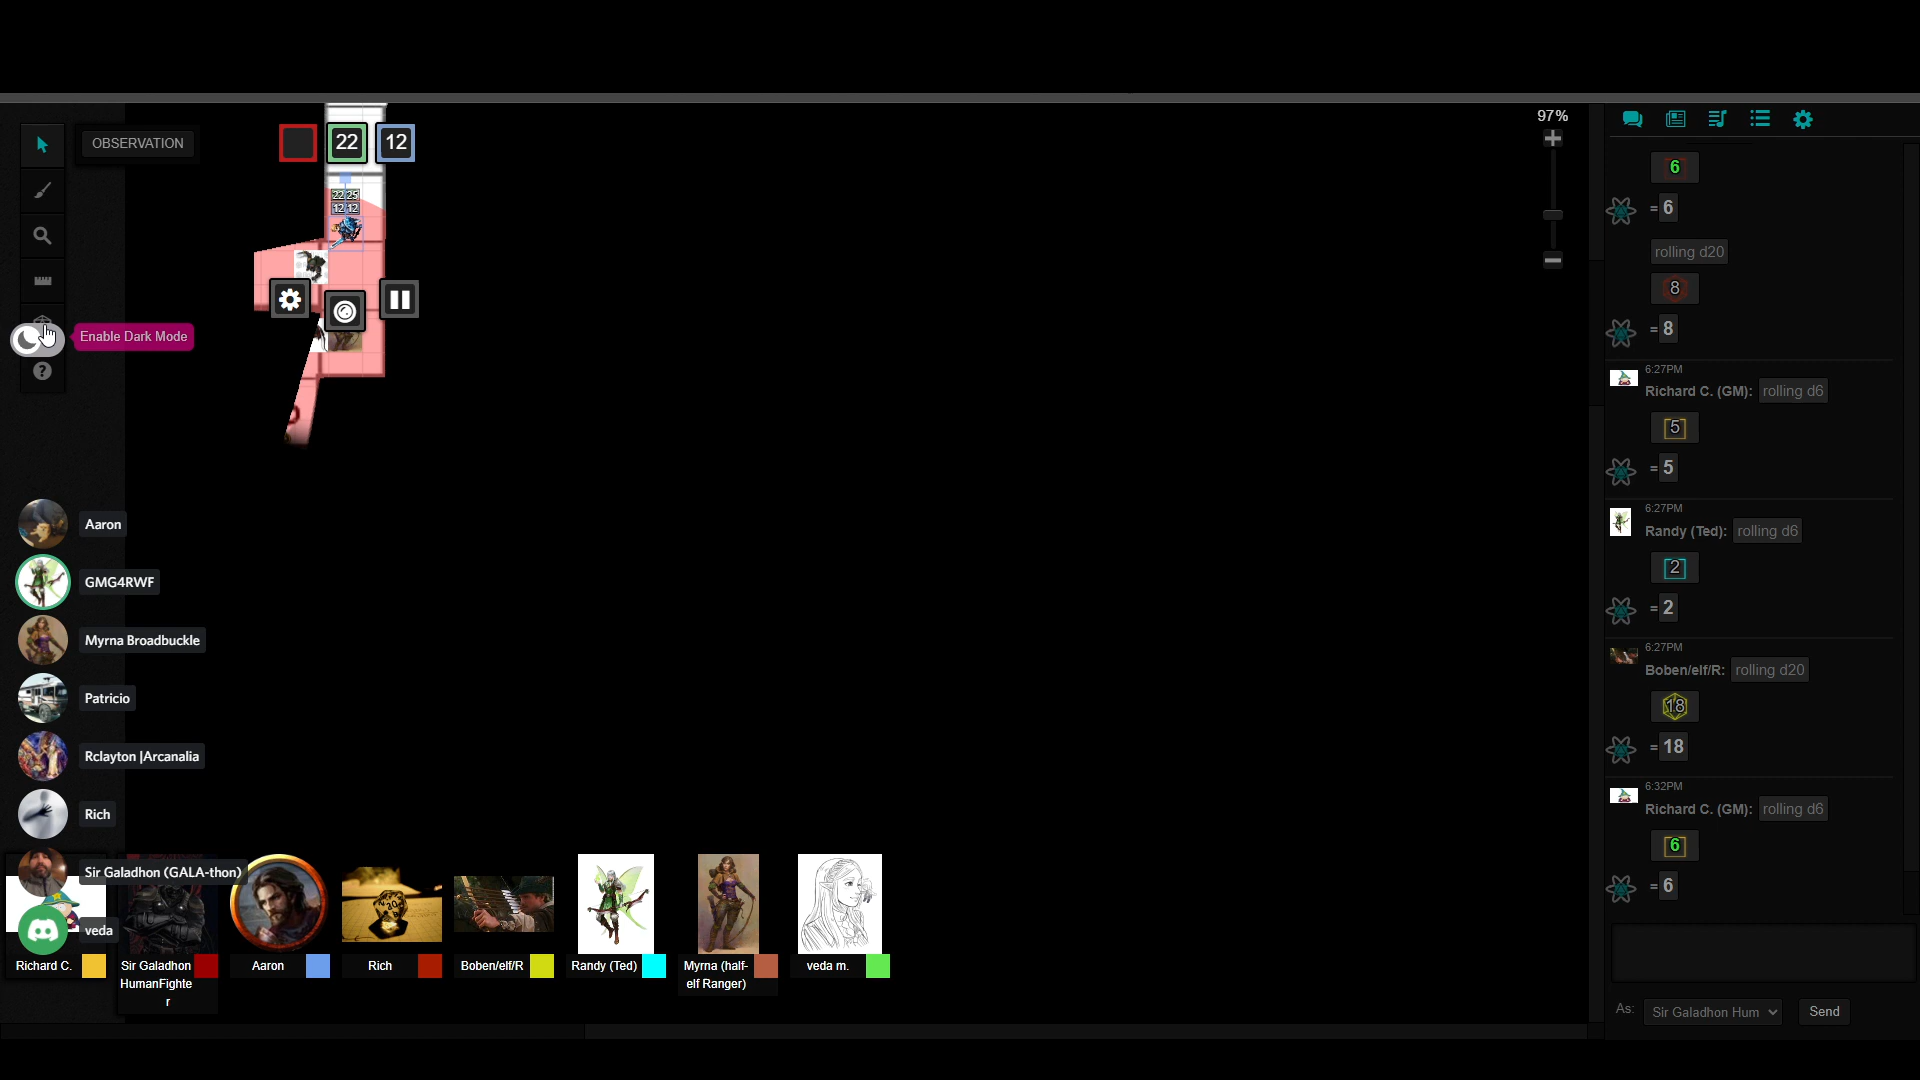 OBSERVATION
22
12
97%
22 25
12 12
Enable Dark Mode
?
Aaron
GMG4RWF
Myrna Broadbuckle
Patricio
Rclayton |Arcanalia
Rich
Sir Galadhon (GALA-thon)
veda
Richard C.
Sir Galadhon
HumanFighte
r
Aaron
Rich
Boben/elf/R
Randy (Ted)
Myrna (half-
elf Ranger)
veda m.
6
=6
rolling d20
8
=8
6:27PM
Richard C. (GM): rolling d6
5
=5
6:27PM
Randy (Ted): rolling d6
2
=2
6:27PM
Boben/elf/R: rolling d20
18
=18
6:32PM
Richard C. (GM): rolling d6
6
=6
As: Sir Galadhon Hum Send